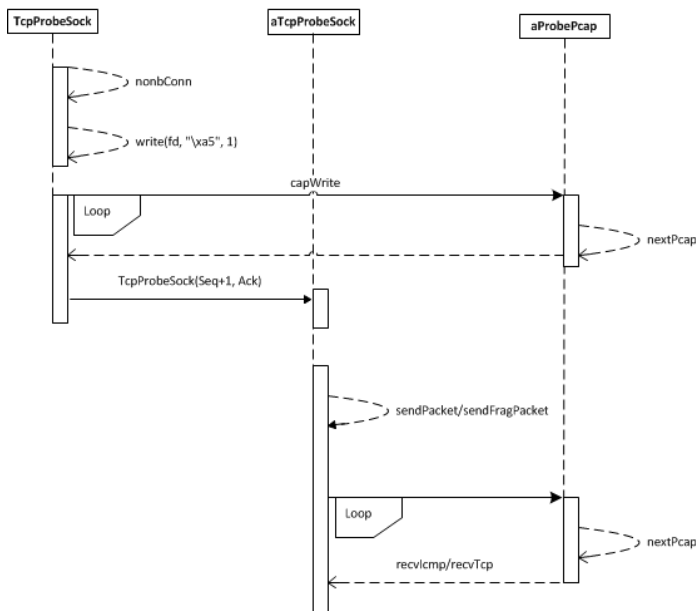 TcpProbeSock
aTcpProbeSock
aProbePcap
nonbConn
write(fd, "\xa5", 1)
capWrite
Loop
nextPcap
TcpProbeSock(Seq+1, Ack)
sendPacket/sendFragPacket
Loop
nextPcap
recvIcmp/recvTcp